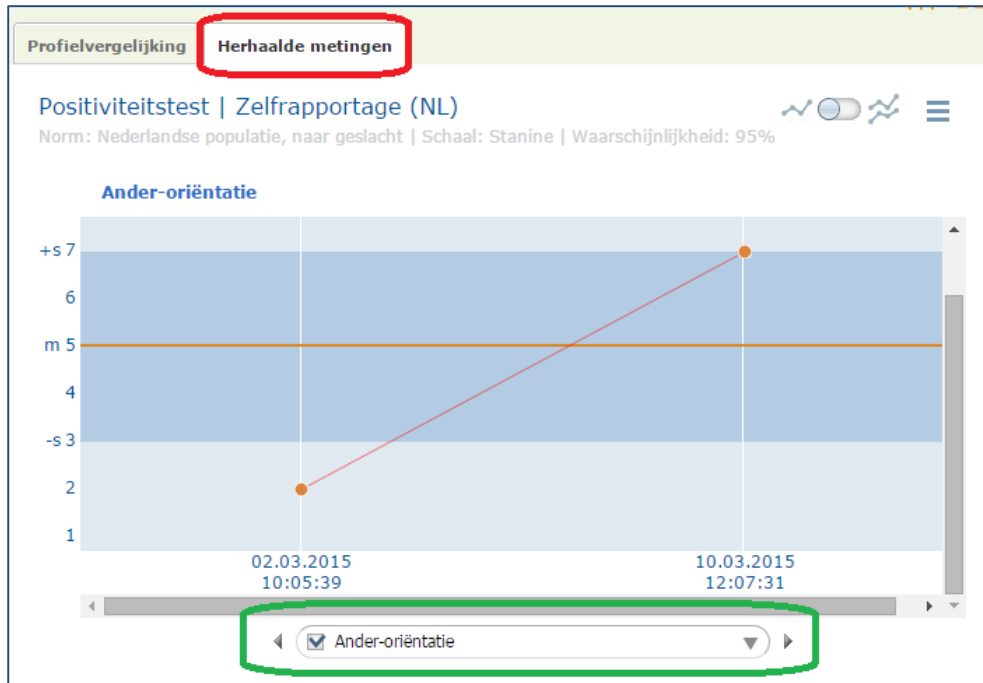 Profielvergelijking Herhaalde metingen
Positiviteitstest | Zelfrapportage (NL)
Norm: Nederlandse populatie, naar geslacht | Schaal: Stanine | Waarschijnlijkheid: 95%
Ander-oriëntatie
+s 7
6
m 5
4
-s 3
2
1
02.03.2015 10.03.2015
10:05:39 12:07:31
Ander-oriëntatie